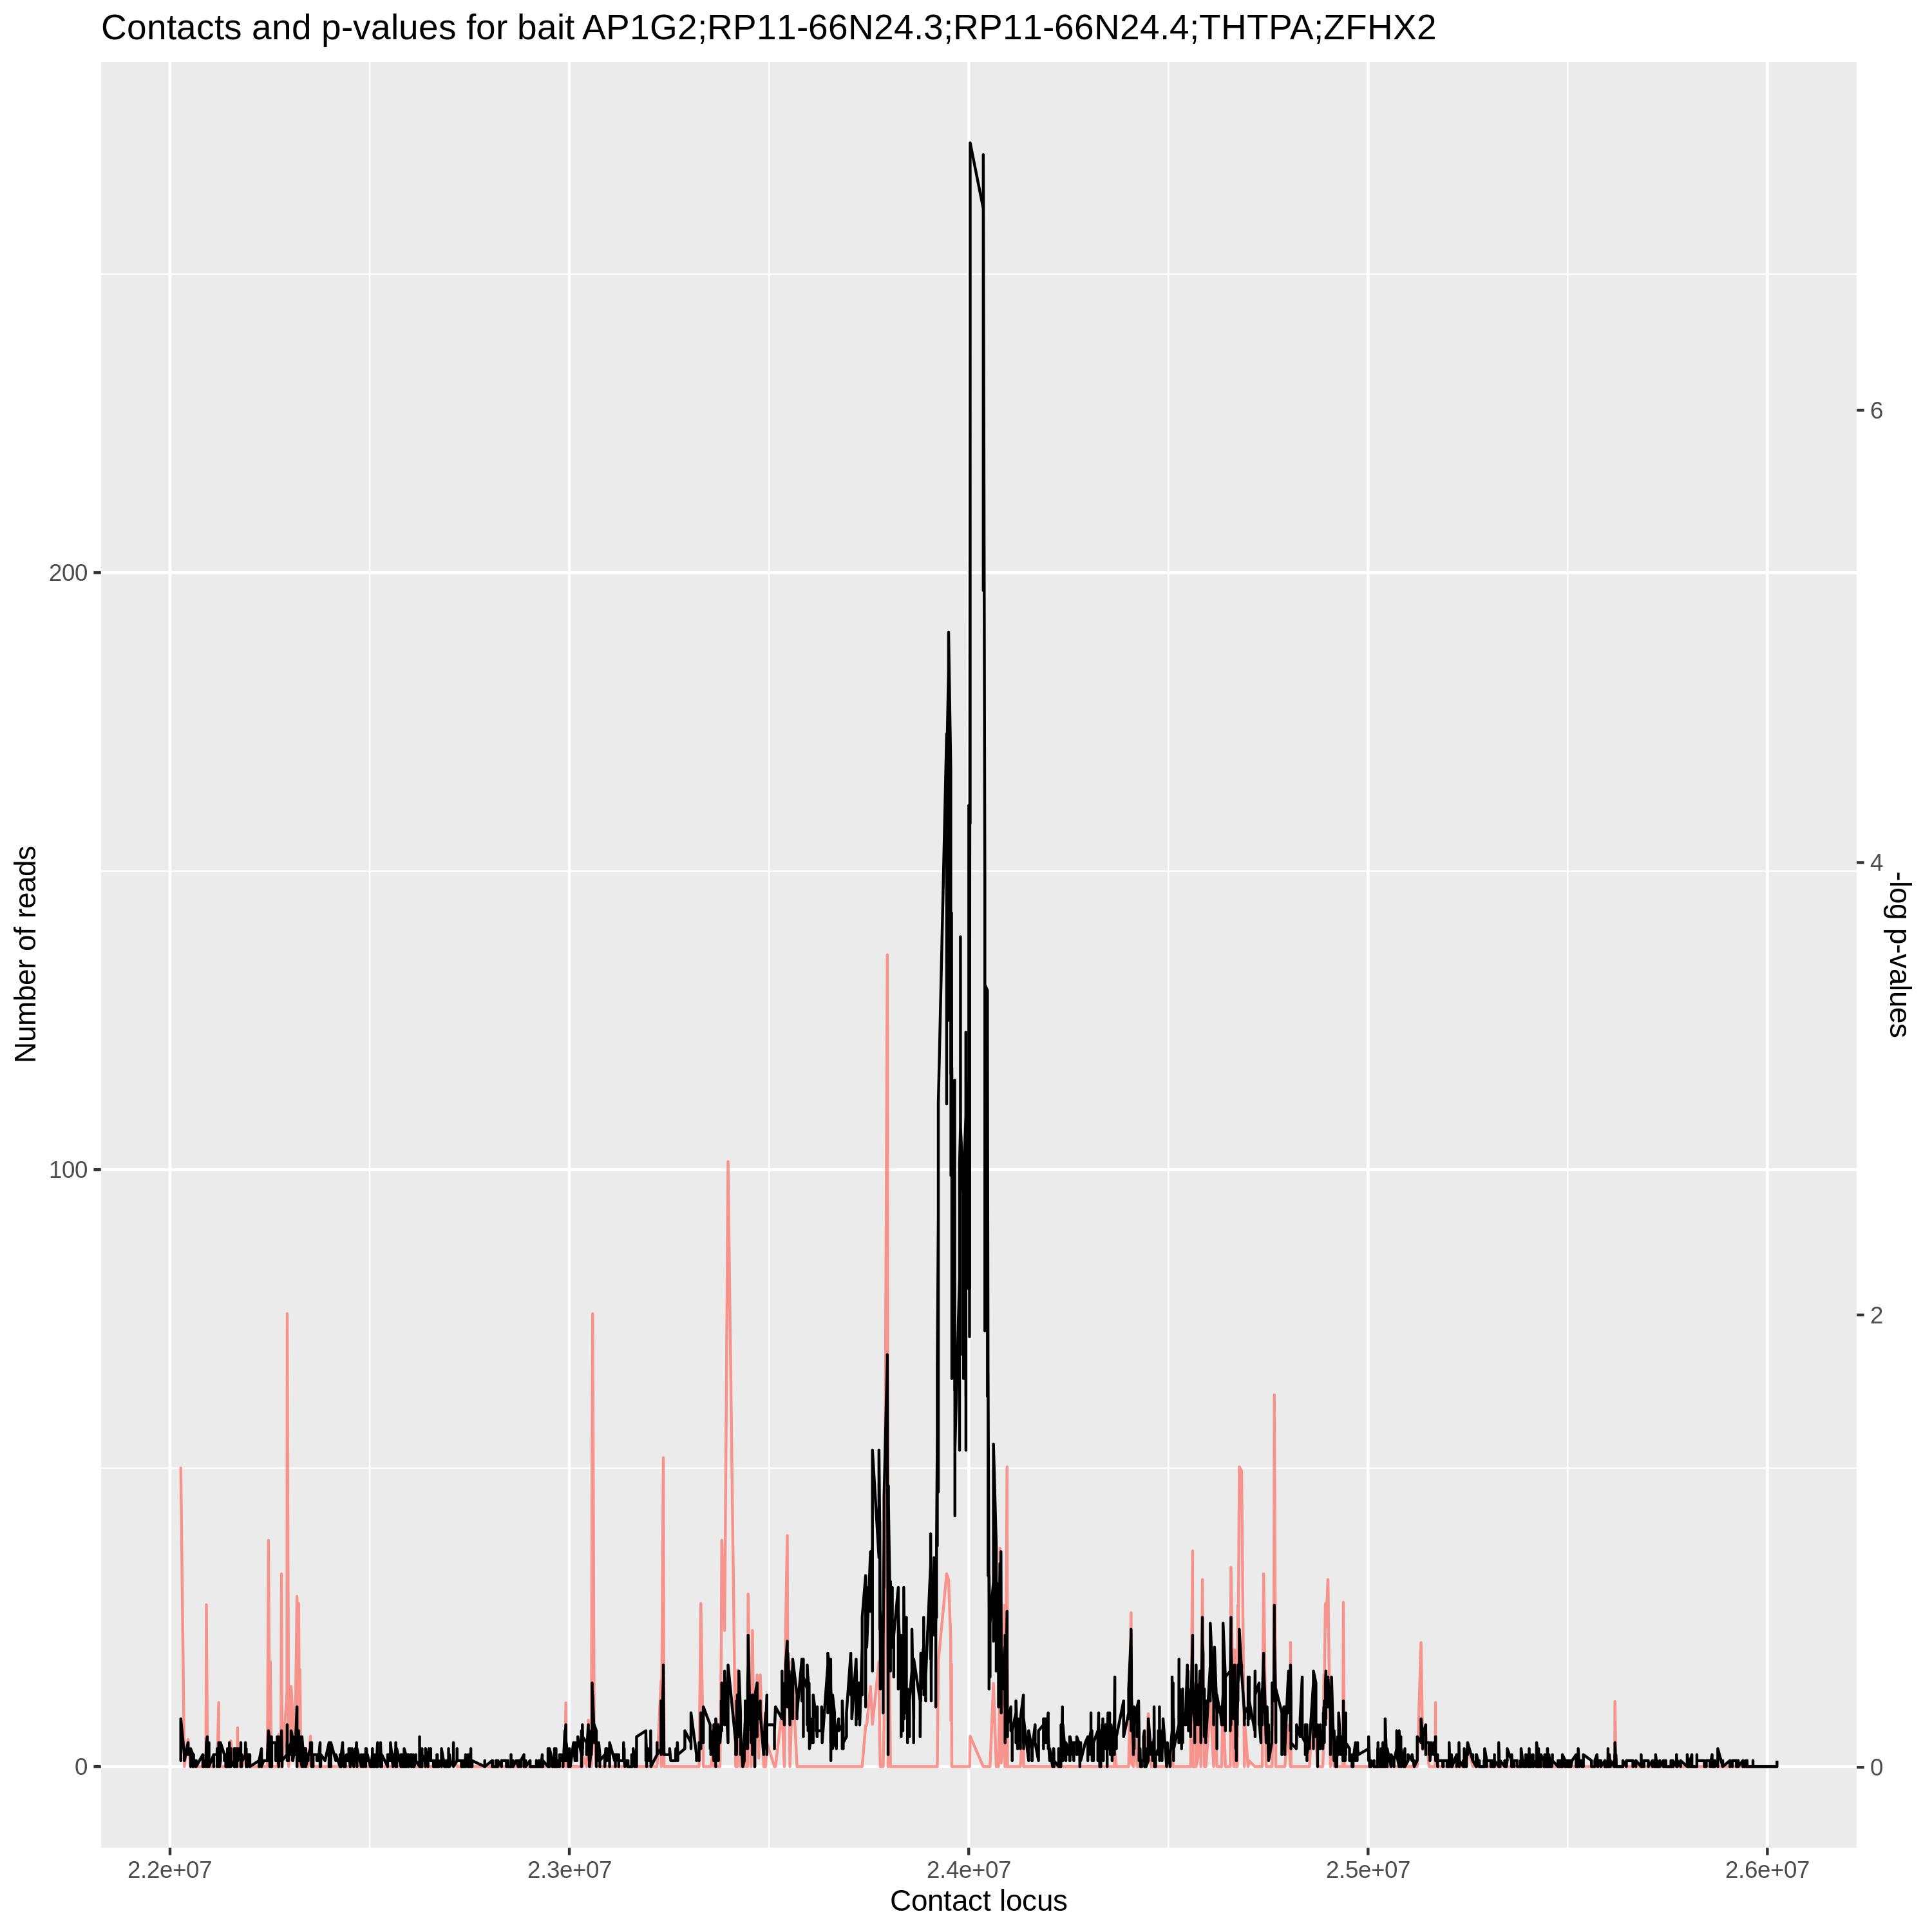 Contacts and p-values for bait AP1G2;RP11-66N24.3;RP11-66N24.4;THTPA;ZFHX2
Number of reads
200
100
0
6
4
2
0
-log p-values
2.2e+07
2.3e+07
2.4e+07
2.5e+07
2.6e+07
Contact locus